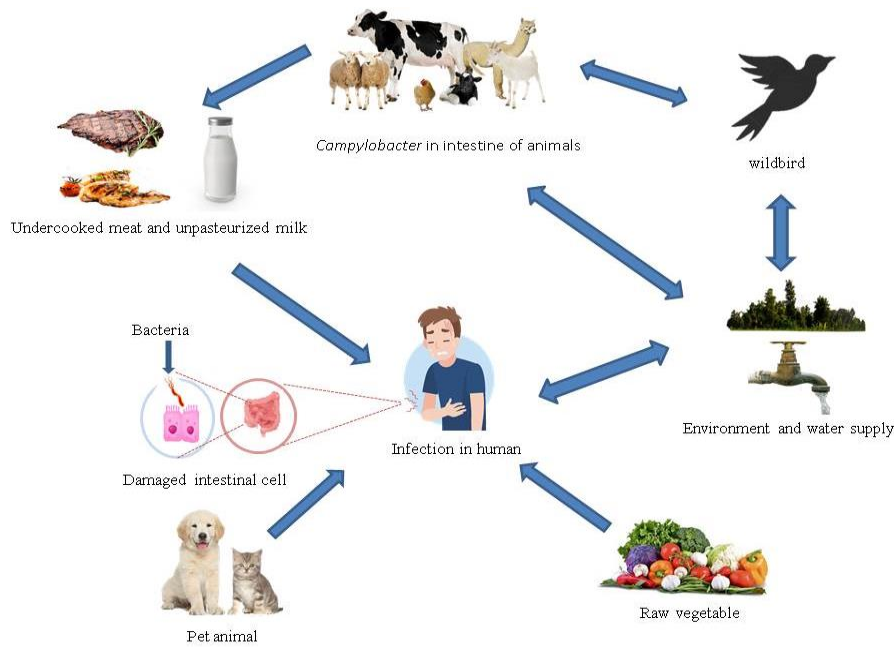 Campylobacter in intestine of animals
wildbird
Undercooked meat and unpasteurized milk
Bacteria
Environment and water supply
Infection in human
Damaged intestinal cell
Raw vegetable
Pet animal